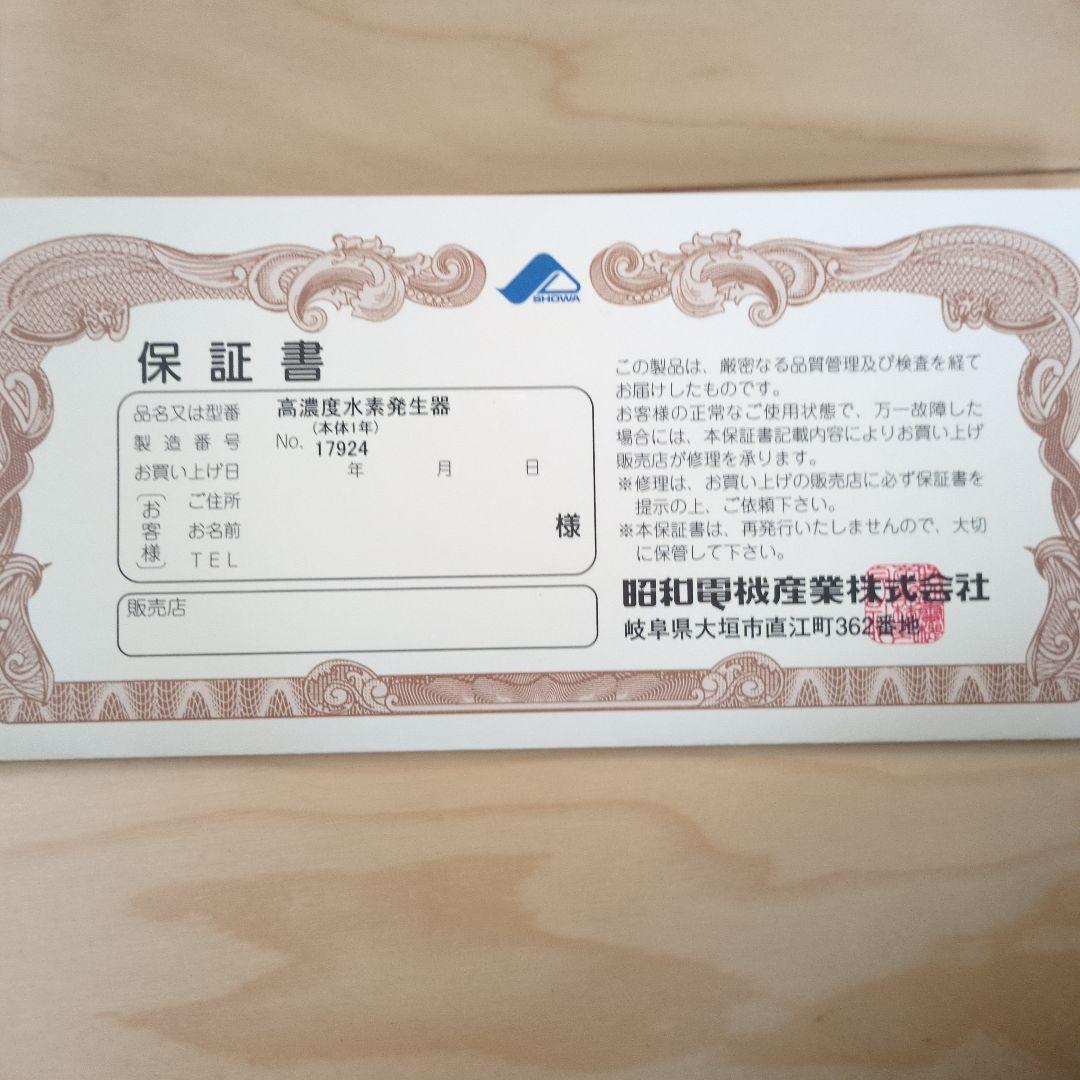 SHOWA
保証書
品名又は型番 高濃度水素発生器
(本体1年)
製造番号 No. 17924
お買い上げ日 年 月 日
お客様
ご住所
お名前 様
TEL
販売店
この製品は、厳密なる品質管理及び検査を経て
お届けしたものです。
お客様の正常なご使用状態で、万一故障した
場合には、本保証書記載内容によりお買い上げ
販売店が修理を承ります。
※修理は、お買い上げの販売店に必ず保証書を
提示の上、ご依頼下さい。
※本保証書は、再発行いたしませんので、大切
に保管して下さい。
昭和電機産業株式会社
岐阜県大垣市直江町362番地